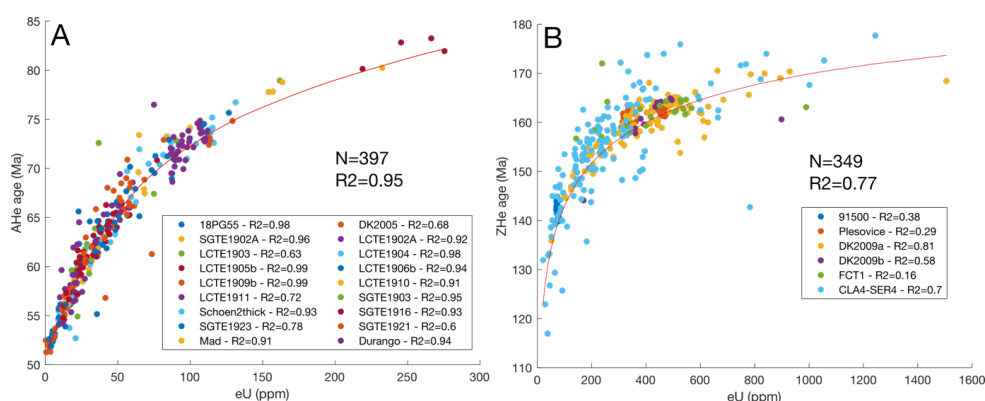 A
85
80
75
70
65
60
55
50
AHe age (Ma)
N=397
R2=0.95
18PG55 - R2=0.98
DK2005 - R2=0.68
SGTE1902A - R2=0.96
LCTE1902A - R2=0.92
LCTE1903 - R2=0.63
LCTE1904 - R2=0.98
LCTE1905b - R2=0.99
LCTE1906b - R2=0.94
LCTE1909b - R2=0.99
LCTE1910 - R2=0.91
LCTE1911 - R2=0.72
SGTE1903 - R2=0.95
Schoen2thick - R2=0.93
SGTE1916 - R2=0.93
SGTE1923 - R2=0.78
SGTE1921 - R2=0.6
Mad - R2=0.91
Durango - R2=0.94
0 50 100 150 200 250 300
eU (ppm)
B
180
170
160
150
140
130
120
110
ZHe age (Ma)
N=349
R2=0.77
91500 - R2=0.38
Plesovice - R2=0.29
DK2009a - R2=0.81
DK2009b - R2=0.58
FCT1 - R2=0.16
CLA4-SER4 - R2=0.7
0 200 400 600 800 1000 1200 1400 1600
eU (ppm)